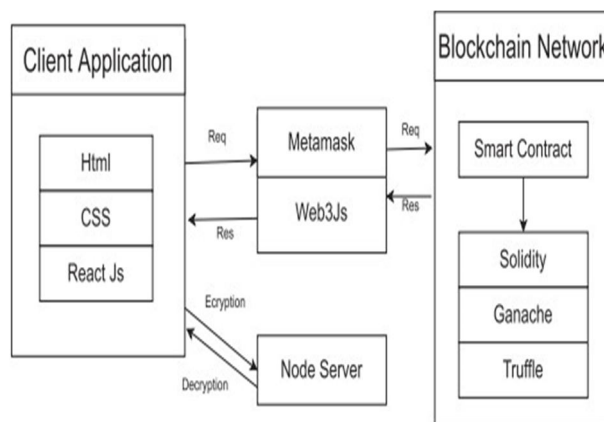 Client Application
Html
CSS
React Js
Req
Res
Metamask
Web3Js
Req
Res
Ecryption
Decryption
Node Server
Blockchain Network
Smart Contract
Solidity
Ganache
Truffle